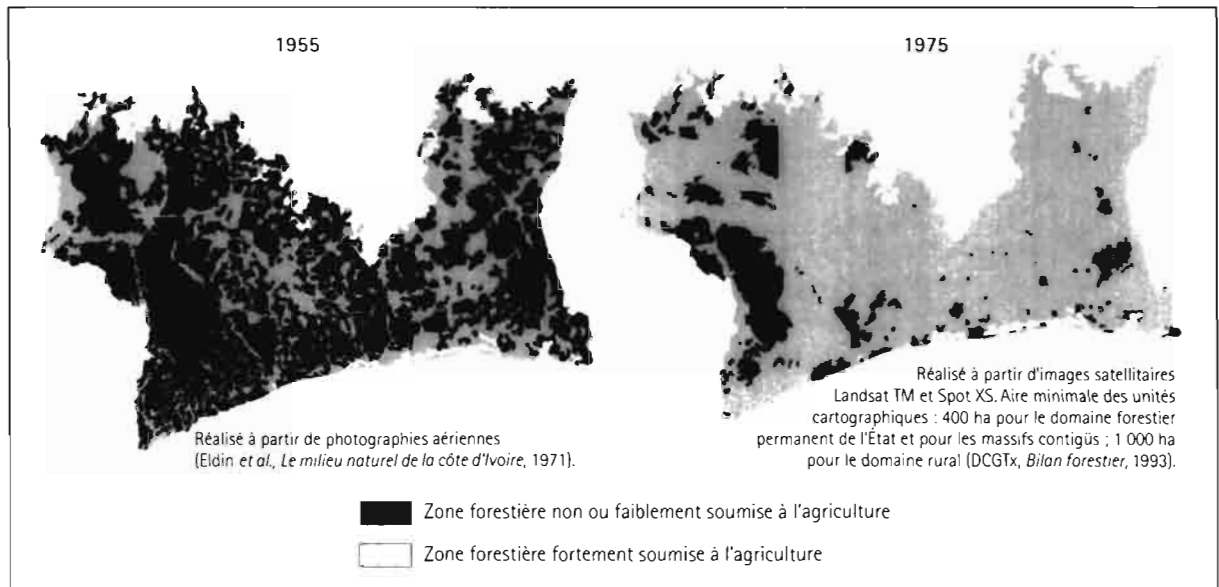 1955
1975
Réalisé à partir de photographies aériennes
(Eldin et al., Le milieu naturel de la côte d'Ivoire, 1971).
Réalisé à partir d'images satellitaires
Landsat TM et Spot XS. Aire minimale des unités
cartographiques : 400 ha pour le domaine forestier
permanent de l'État et pour les massifs contigüs ; 1 000 ha
pour le domaine rural (DCGTx, Bilan forestier, 1993).
Zone forestière non ou faiblement soumise à l'agriculture
Zone forestière fortement soumise à l'agriculture